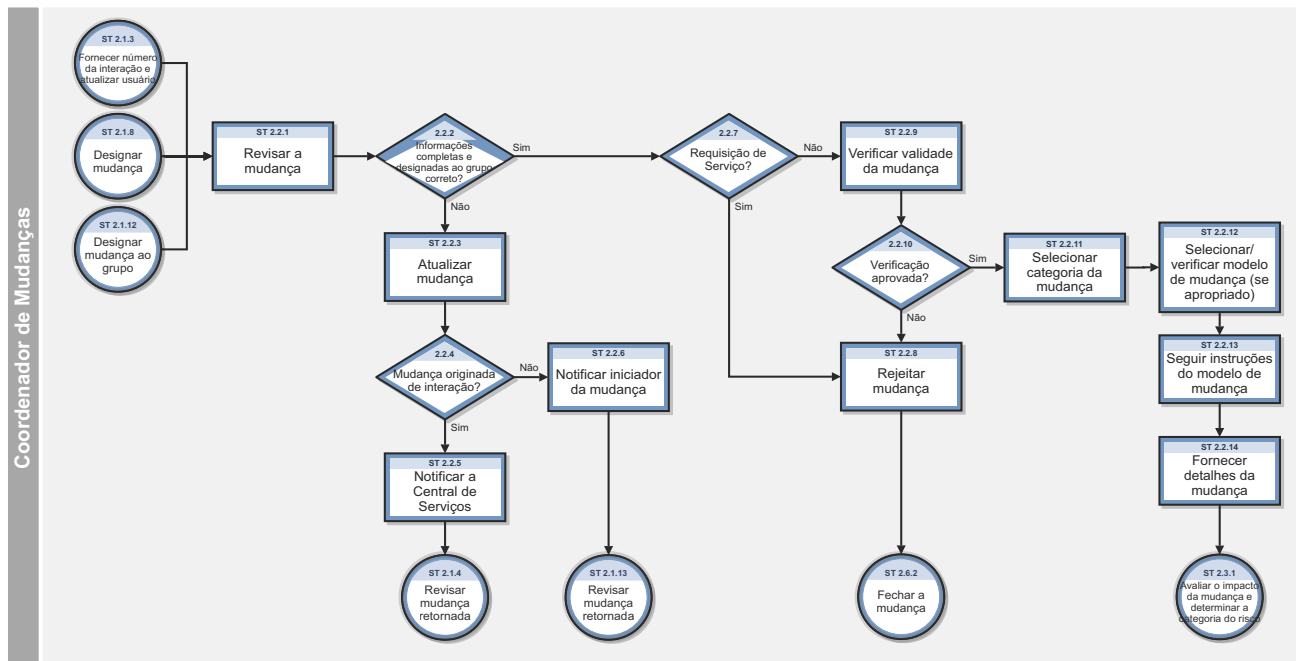 Coordenador de Mudanças
ST 2.1.3
Fornecer número
da interação e
atualizar usuário
ST 2.1.8
Designar
mudança
ST 2.1.12
Designar
mudança ao
grupo
ST 2.2.1
Revisar a
mudança
2.2.2
Informações
completas e
designadas ao grupo
correto?
Sim
Não
ST 2.2.3
Atualizar
mudança
2.2.4
Mudança originada
de interação?
Não
Sim
ST 2.2.5
Notificar a
Central de
Serviços
ST 2.1.4
Revisar
mudança
retornada
ST 2.2.6
Notificar iniciador
da mudança
ST 2.1.13
Revisar
mudança
retornada
2.2.7
Requisição de
Serviço?
Não
Sim
ST 2.2.9
Verificar validade
da mudança
2.2.10
Verificação
aprovada?
Sim
Não
ST 2.2.8
Rejeitar
mudança
ST 2.6.2
Fechar a
mudança
ST 2.2.11
Selecionar
categoria da
mudança
ST 2.2.12
Selecionar/
verificar modelo
de mudança (se
apropriado)
ST 2.2.13
Seguir instruções
do modelo de
mudança
ST 2.2.14
Fornecer
detalhes da
mudança
ST 2.3.1
Avaliar o impacto
da mudança e
determinar a
categoria do risco